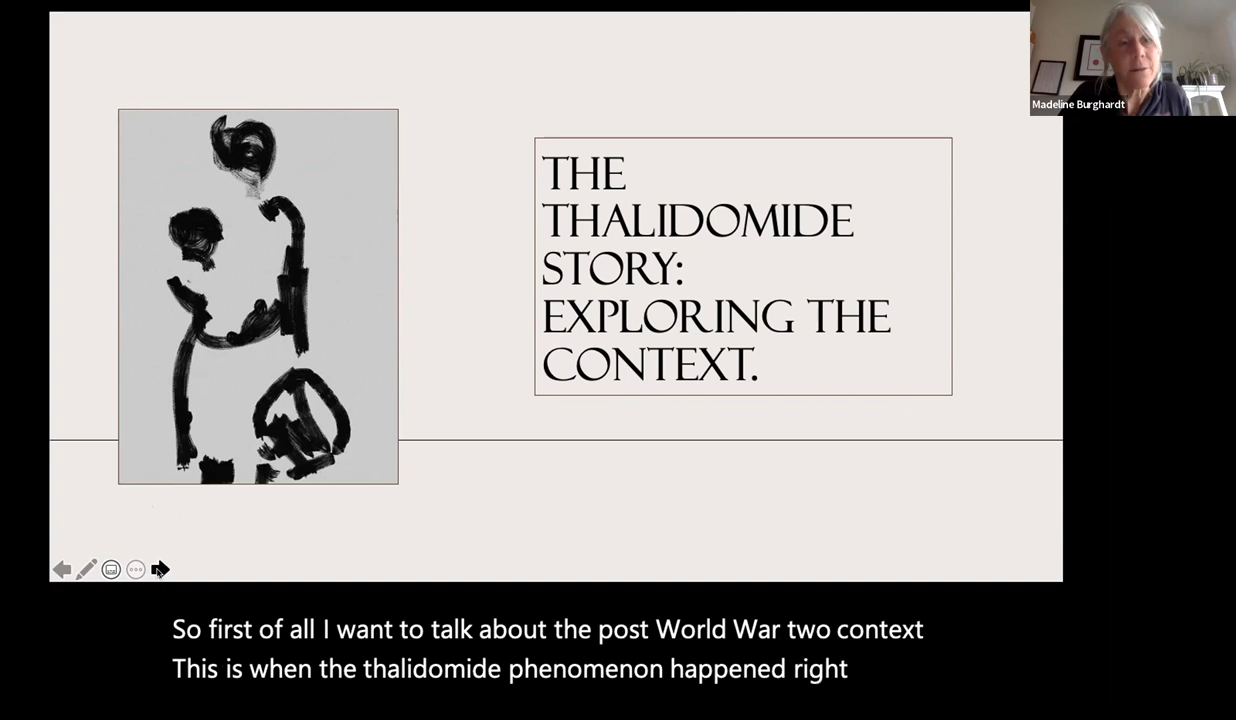 Madeline Burghardt
THE
THALIDOMIDE
STORY:
EXPLORING THE
CONTEXT.
So first of all I want to talk about the post World War two context
This is when the thalidomide phenomenon happened right